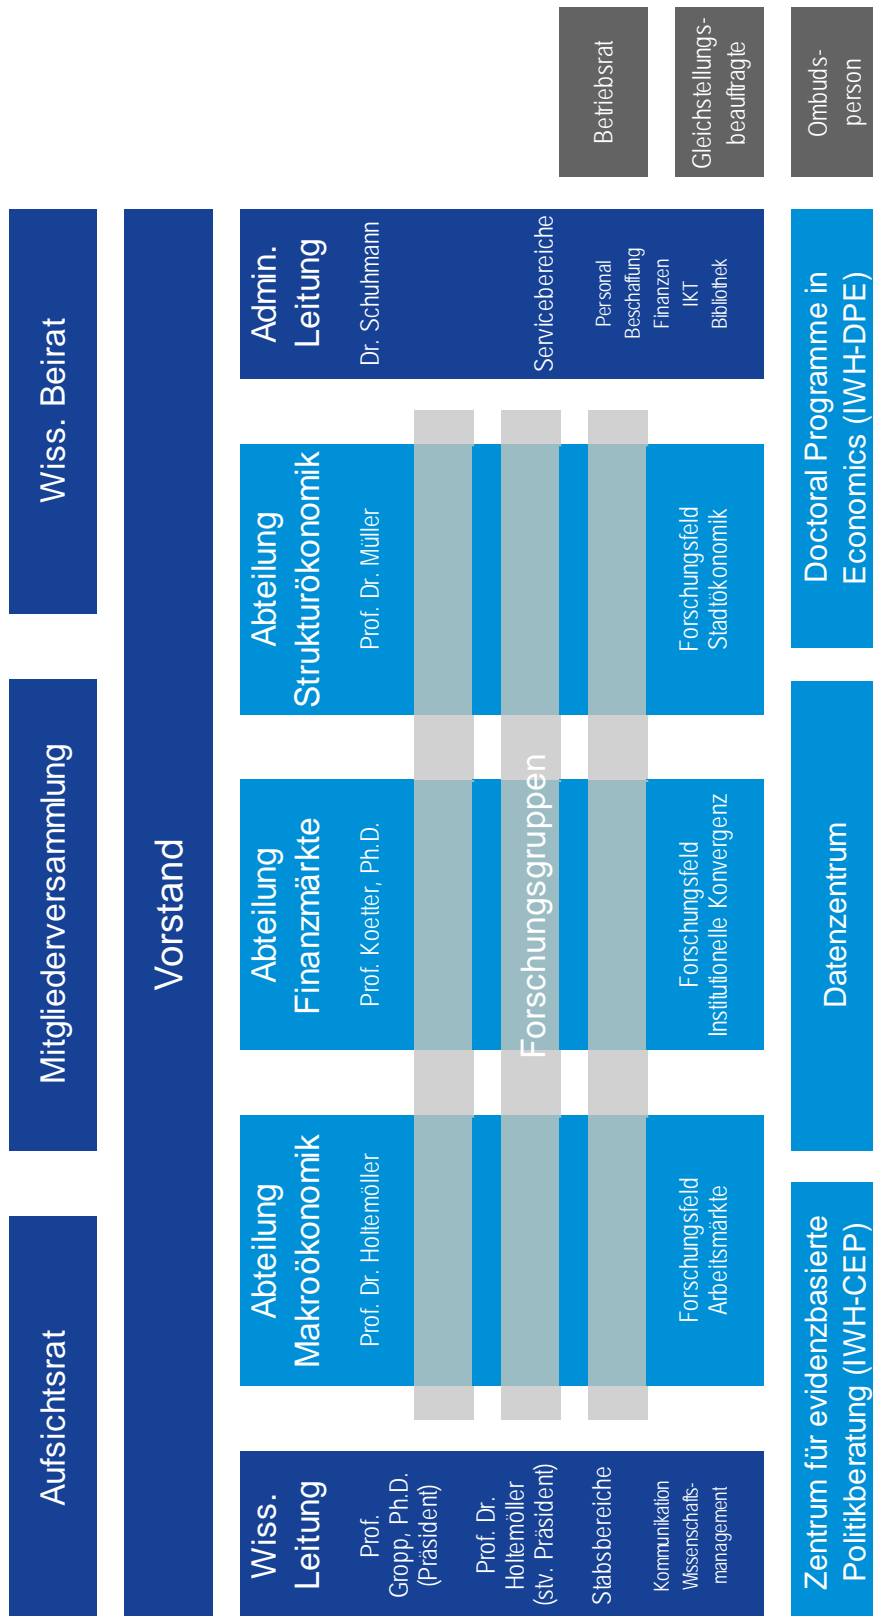 Aufsichtsrat
Mitgliederversammlung
Wiss. Beirat
Vorstand
Wiss.
Leitung
Prof.
Gropp, Ph.D.
(Präsident)
Prof. Dr.
Holtemöller
(stv. Präsident)
Stabsbereiche
Kommunikation
Wissenschafts-
management
Abteilung
Makroökonomik
Prof. Dr. Holtemöller
Forschungsfeld
Arbeitsmärkte
Abteilung
Finanzmärkte
Prof. Koetter, Ph.D.
Forschungsgruppen
Forschungsfeld
Institutionelle Konvergenz
Abteilung
Strukturökonomik
Prof. Dr. Müller
Forschungsfeld
Stadtökonomik
Admin.
Leitung
Dr. Schuhmann
Servicebereiche
Personal
Beschaffung
Finanzen
IKT
Bibliothek
Betriebsrat
Gleichstellungs-
beauftragte
Ombuds-
person
Zentrum für evidenzbasierte
Politikberatung (IWH-CEP)
Datenzentrum
Doctoral Programme in
Economics (IWH-DPE)